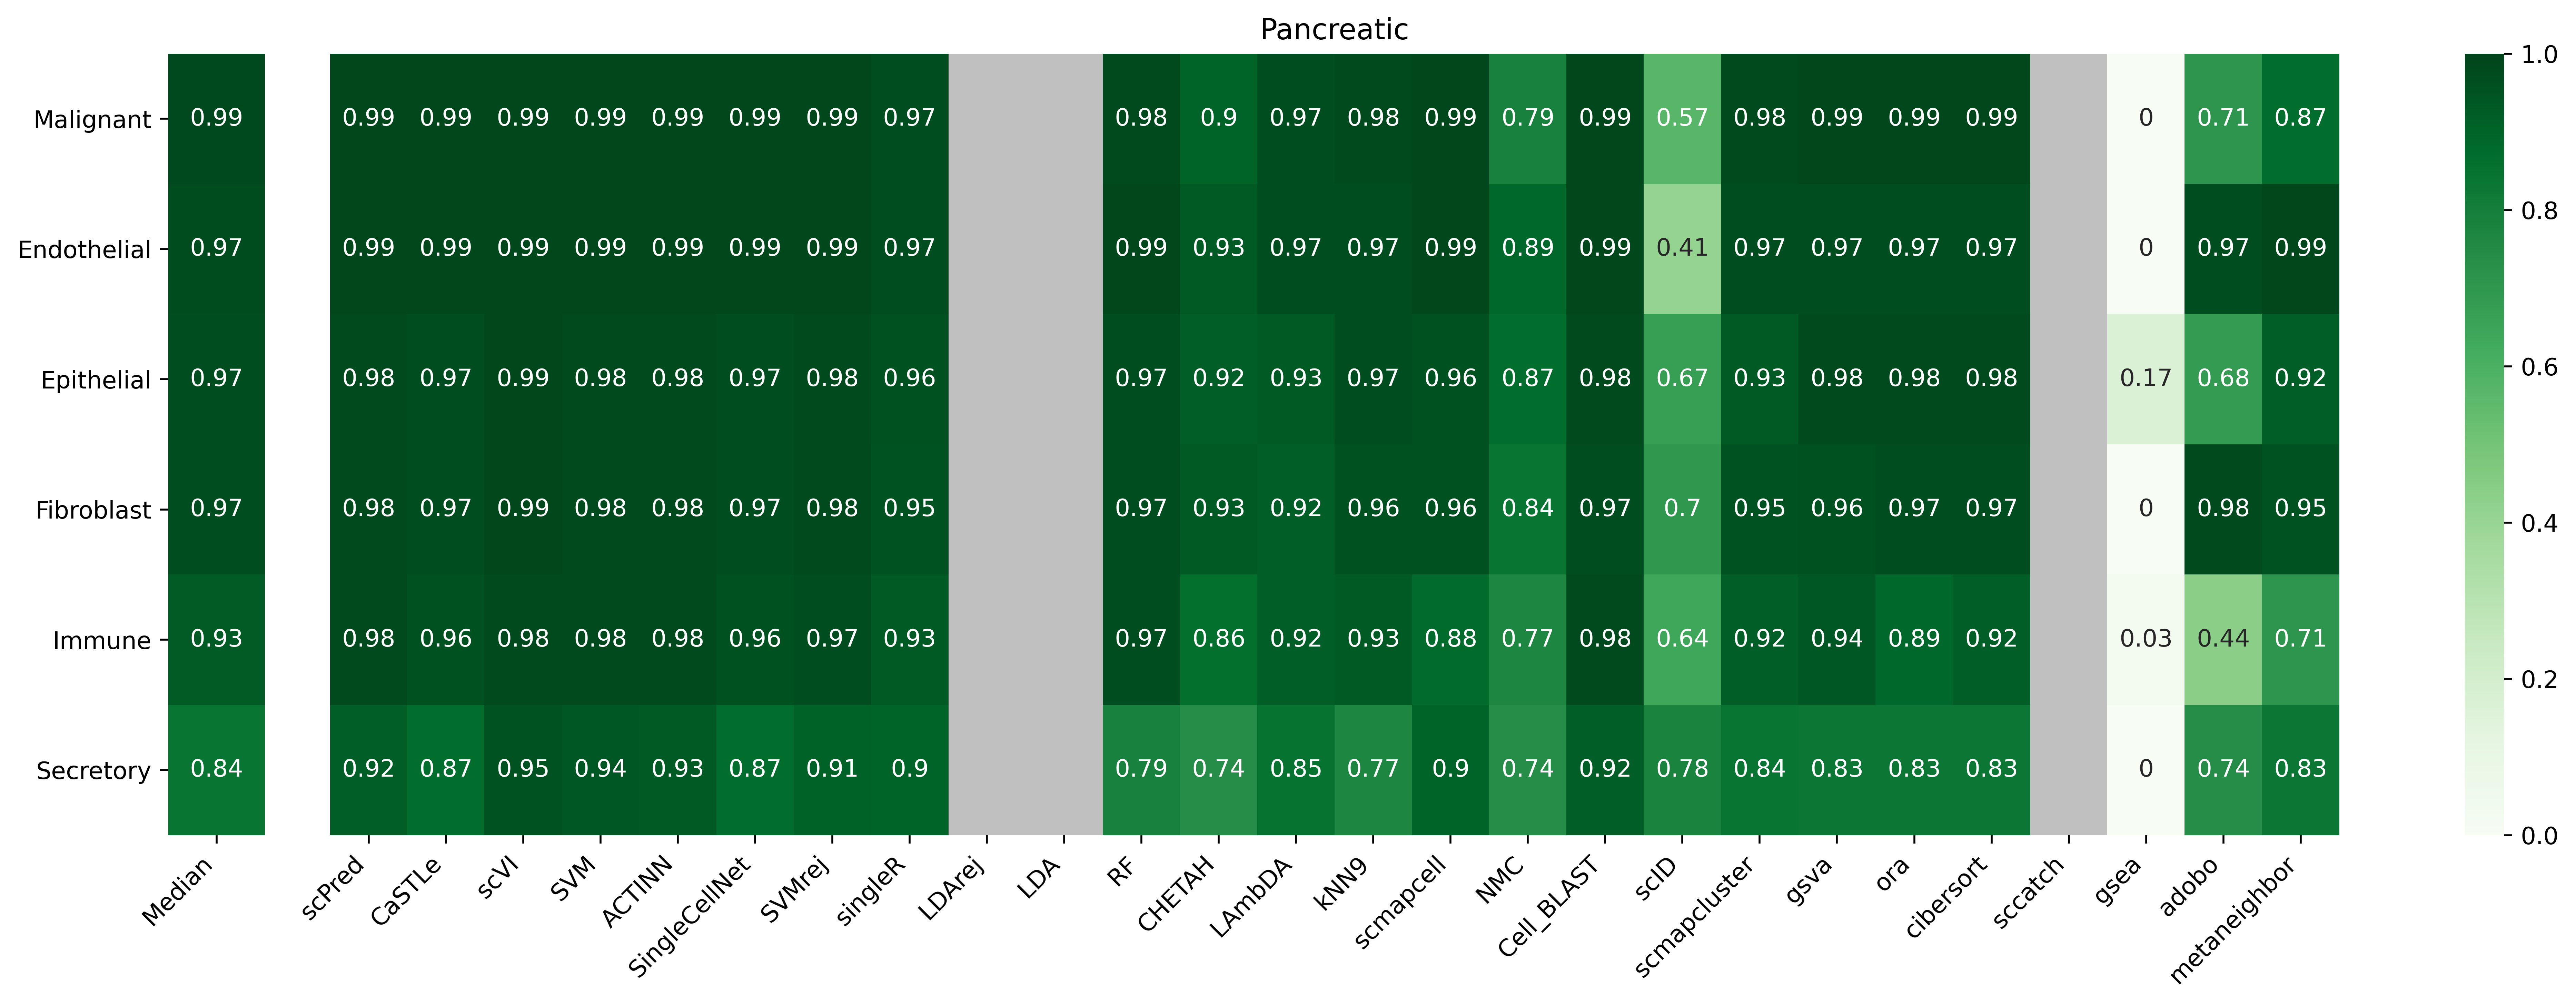 Pancreatic
Malignant 0.99 0.99 0.99 0.99 0.99 0.99 0.99 0.99 0.97 0.98 0.9 0.97 0.98 0.99 0.79 0.99 0.57 0.98 0.99 0.99 0.99 0 0.71 0.87
Endothelial 0.97 0.99 0.99 0.99 0.99 0.99 0.99 0.99 0.97 0.99 0.93 0.97 0.97 0.99 0.89 0.99 0.41 0.97 0.97 0.97 0.97 0 0.97 0.99
Epithelial 0.97 0.98 0.97 0.99 0.98 0.98 0.97 0.98 0.96 0.97 0.92 0.93 0.97 0.96 0.87 0.98 0.67 0.93 0.98 0.98 0.98 0.17 0.68 0.92
Fibroblast 0.97 0.98 0.97 0.99 0.98 0.98 0.97 0.98 0.95 0.97 0.93 0.92 0.96 0.96 0.84 0.97 0.7 0.95 0.96 0.97 0.97 0 0.98 0.95
Immune 0.93 0.98 0.96 0.98 0.98 0.98 0.96 0.97 0.93 0.97 0.86 0.92 0.93 0.88 0.77 0.98 0.64 0.92 0.94 0.89 0.92 0.03 0.44 0.71
Secretory 0.84 0.92 0.87 0.95 0.94 0.93 0.87 0.91 0.9 0.79 0.74 0.85 0.77 0.9 0.74 0.92 0.78 0.84 0.83 0.83 0.83 0 0.74 0.83
Median scPred CaSTLe scVI SVM ACTINN SingleCellNet SVMrej singleR LDArej LDA RF CHETAH LAmbDA kNN9 scmapcell NMC Cell_BLAST scID scmapcluster gsva ora cibersort sccatch gsea adobo metaneighbor
1.0
0.8
0.6
0.4
0.2
0.0